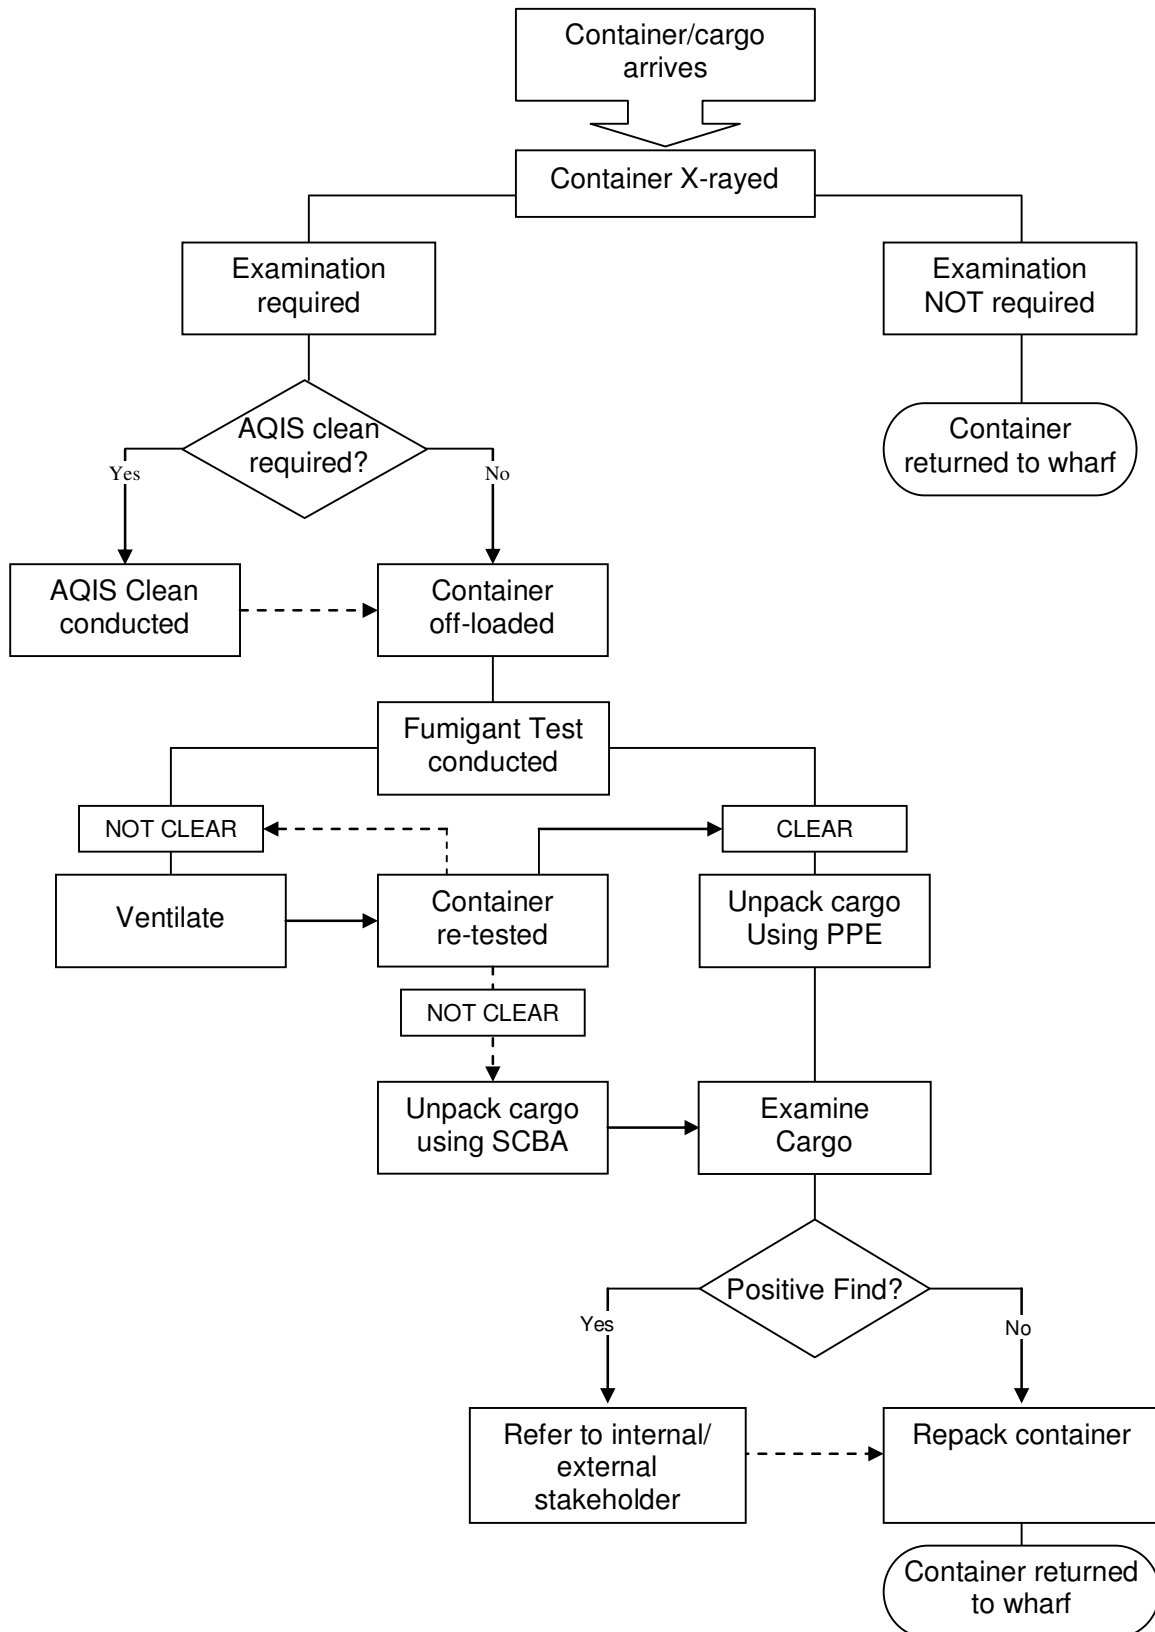 Container/cargo
arrives
Container X-rayed
Examination
required
Examination
NOT required
AQIS clean
required?
Container
returned to wharf
Yes
No
AQIS Clean
conducted
Container
off-loaded
Fumigant Test
conducted
NOT CLEAR
CLEAR
Ventilate
Container
re-tested
Unpack cargo
Using PPE
NOT CLEAR
Unpack cargo
using SCBA
Examine
Cargo
Positive Find?
Yes
No
Refer to internal/
external
stakeholder
Repack container
Container returned
to wharf